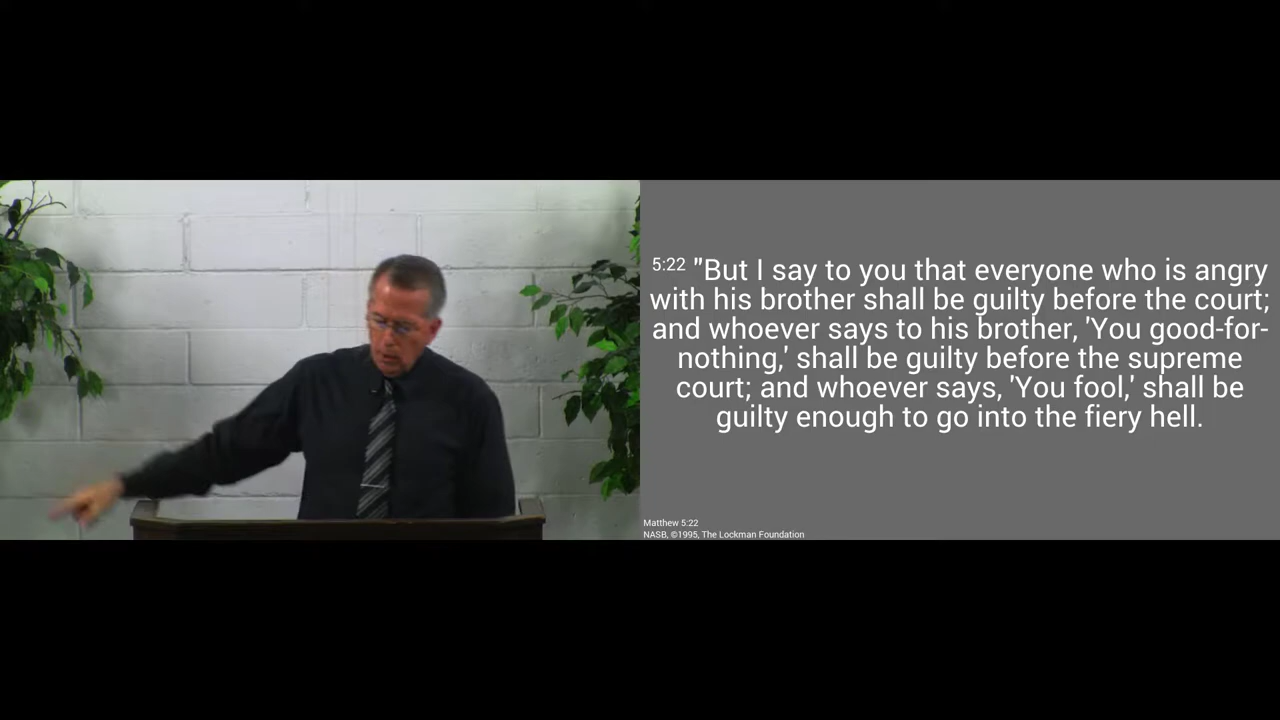 5:22 "But I say to you that everyone who is angry
with his brother shall be guilty before the court;
and whoever says to his brother, 'You good-for-
nothing,' shall be guilty before the supreme
court; and whoever says, 'You fool,' shall be
guilty enough to go into the fiery hell.
Matthew 5:22
NASB, ©1995, The Lockman Foundation